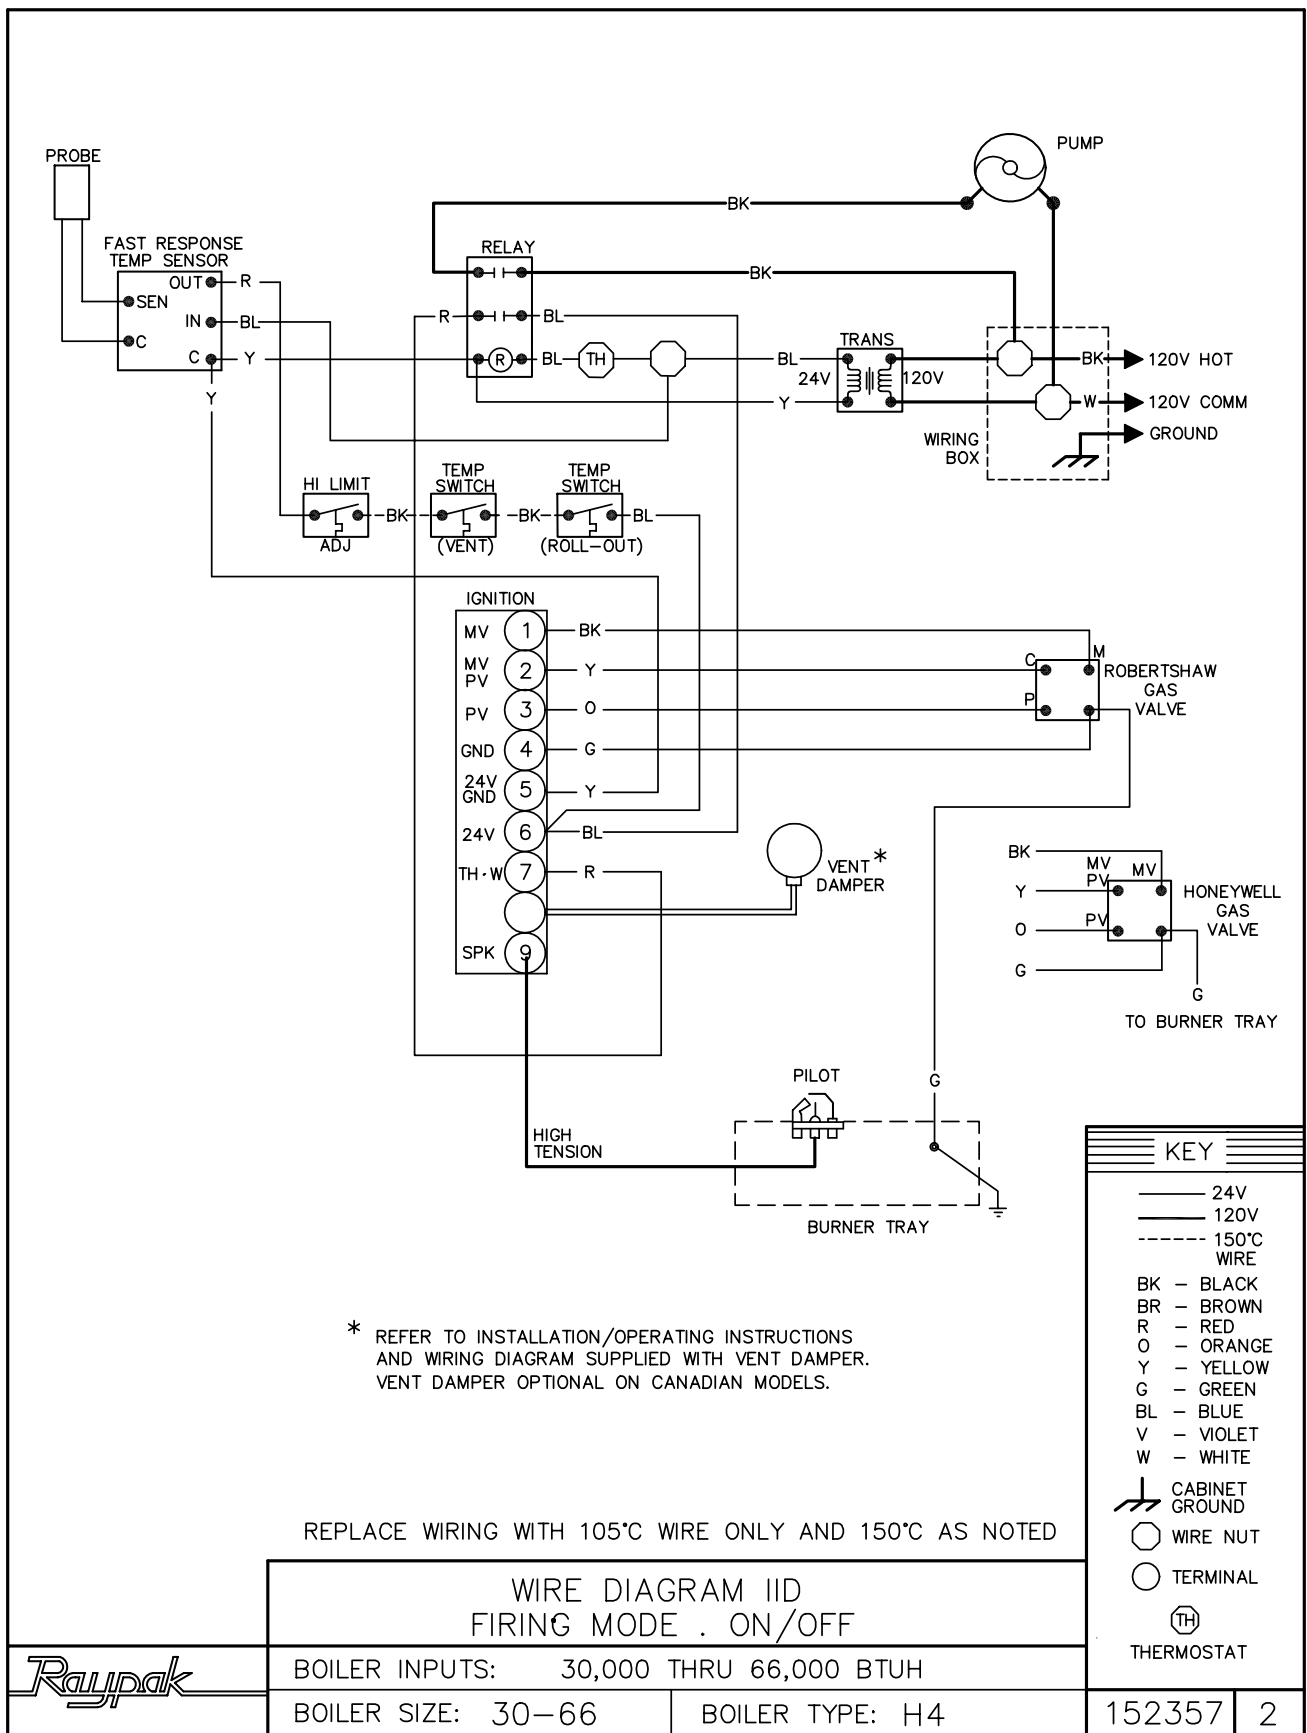 PUMP
PROBE
BK
FAST RESPONSE
TEMP SENSOR
RELAY
OUT R
BK
SEN
IN BL
R BL
C
C Y
R BL TH BL
TRANS
24V 120V
BK 120V HOT
Y
Y
W 120V COMM
WIRING
BOX
GROUND
HI LIMIT
TEMP
SWITCH
TEMP
SWITCH
BK BK BL
ADJ
(VENT)
(ROLL-OUT)
IGNITION
MV 1 BK
MV
PV 2 Y
C M
ROBERTSHAW
GAS
VALVE
PV 3 O
P
GND 4 G
24V
GND 5 Y
24V 6 BL
TH·W 7 R
VENT *
DAMPER
SPK 9
BK
MV
PV MV
Y
HONEYWELL
GAS
VALVE
O PV
G
G
TO BURNER TRAY
PILOT
G
HIGH
TENSION
BURNER TRAY
KEY
24V
120V
150°C
WIRE
BK – BLACK
BR – BROWN
R – RED
O – ORANGE
Y – YELLOW
G – GREEN
BL – BLUE
V – VIOLET
W – WHITE
CABINET
GROUND
WIRE NUT
TERMINAL
TH
THERMOSTAT
* REFER TO INSTALLATION/OPERATING INSTRUCTIONS
AND WIRING DIAGRAM SUPPLIED WITH VENT DAMPER.
VENT DAMPER OPTIONAL ON CANADIAN MODELS.
REPLACE WIRING WITH 105°C WIRE ONLY AND 150°C AS NOTED
WIRE DIAGRAM IID
FIRING MODE . ON/OFF
Raypak
BOILER INPUTS: 30,000 THRU 66,000 BTUH
BOILER SIZE: 30–66
BOILER TYPE: H4
152357 2